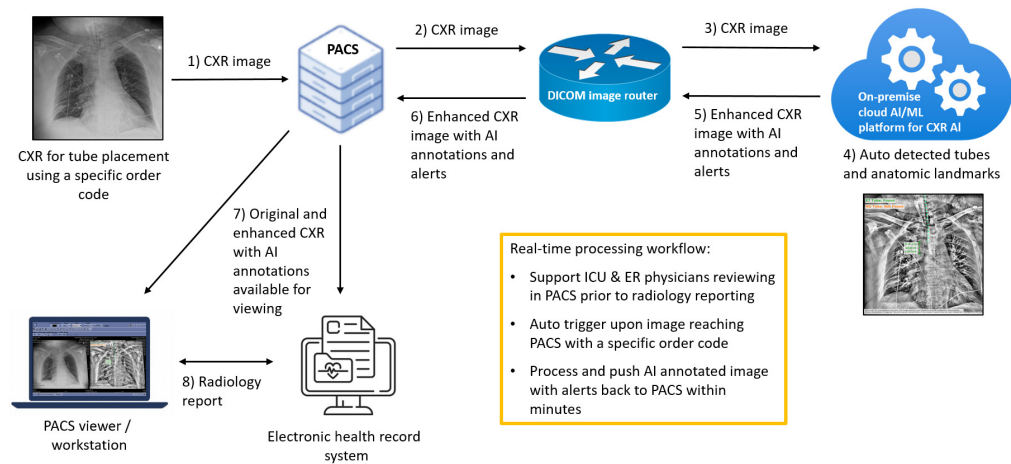 PACS
1) CXR image
2) CXR image
3) CXR image
DICOM image router
On-premise
cloud AI/ML
platform for CXR AI
6) Enhanced CXR
image with AI
annotations and
alerts
5) Enhanced CXR
image with AI
annotations and
alerts
CXR for tube placement
using a specific order
code
4) Auto detected tubes
and anatomic landmarks
7) Original and
enhanced CXR
with AI
annotations
available for
viewing
Real-time processing workflow:
• Support ICU & ER physicians reviewing
in PACS prior to radiology reporting
• Auto trigger upon image reaching
PACS with a specific order code
• Process and push AI annotated image
with alerts back to PACS within
minutes
8) Radiology
report
PACS viewer /
workstation
Electronic health record
system